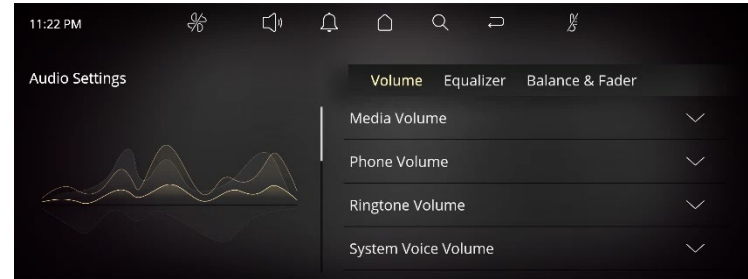 11:22 PM
Audio Settings
Volume Equalizer Balance & Fader
Media Volume
Phone Volume
Ringtone Volume
System Voice Volume